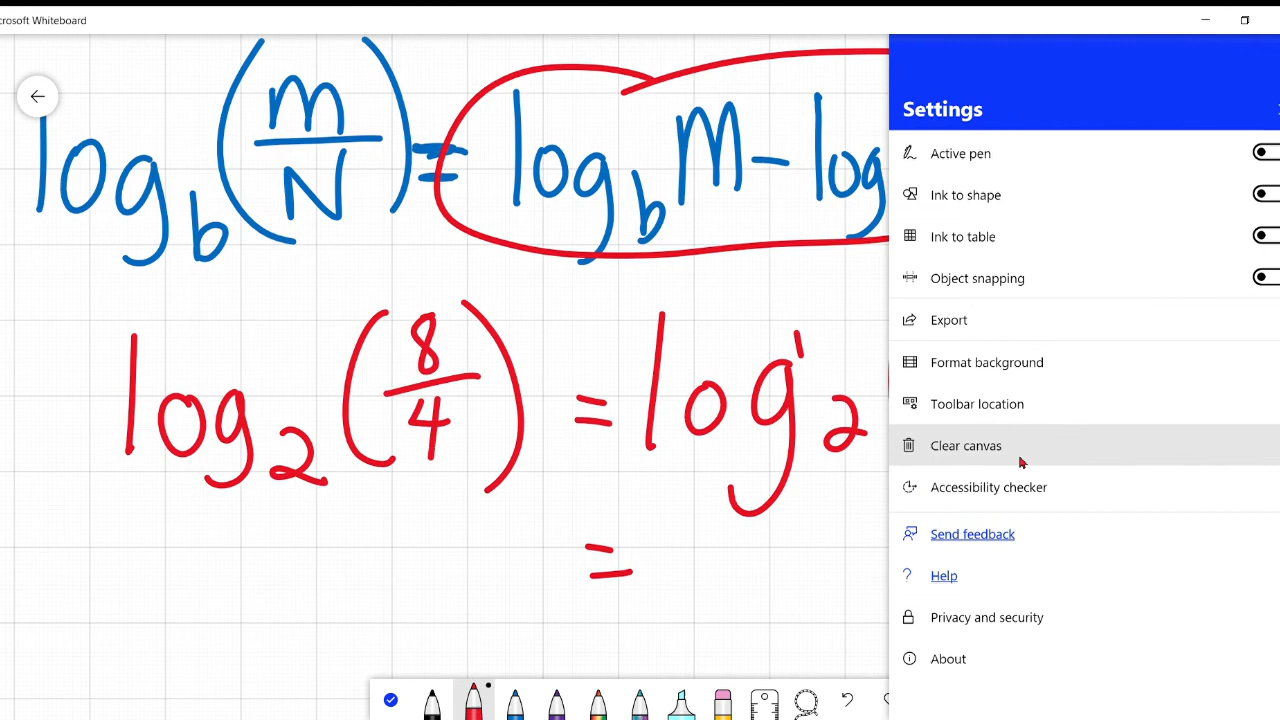 crosoft Whiteboard
log_b (m/N) = log_b M - log
log_2 (8/4) = log_2
=
Settings
Active pen
Ink to shape
Ink to table
Object snapping
Export
Format background
Toolbar location
Clear canvas
Accessibility checker
Send feedback
Help
Privacy and security
About